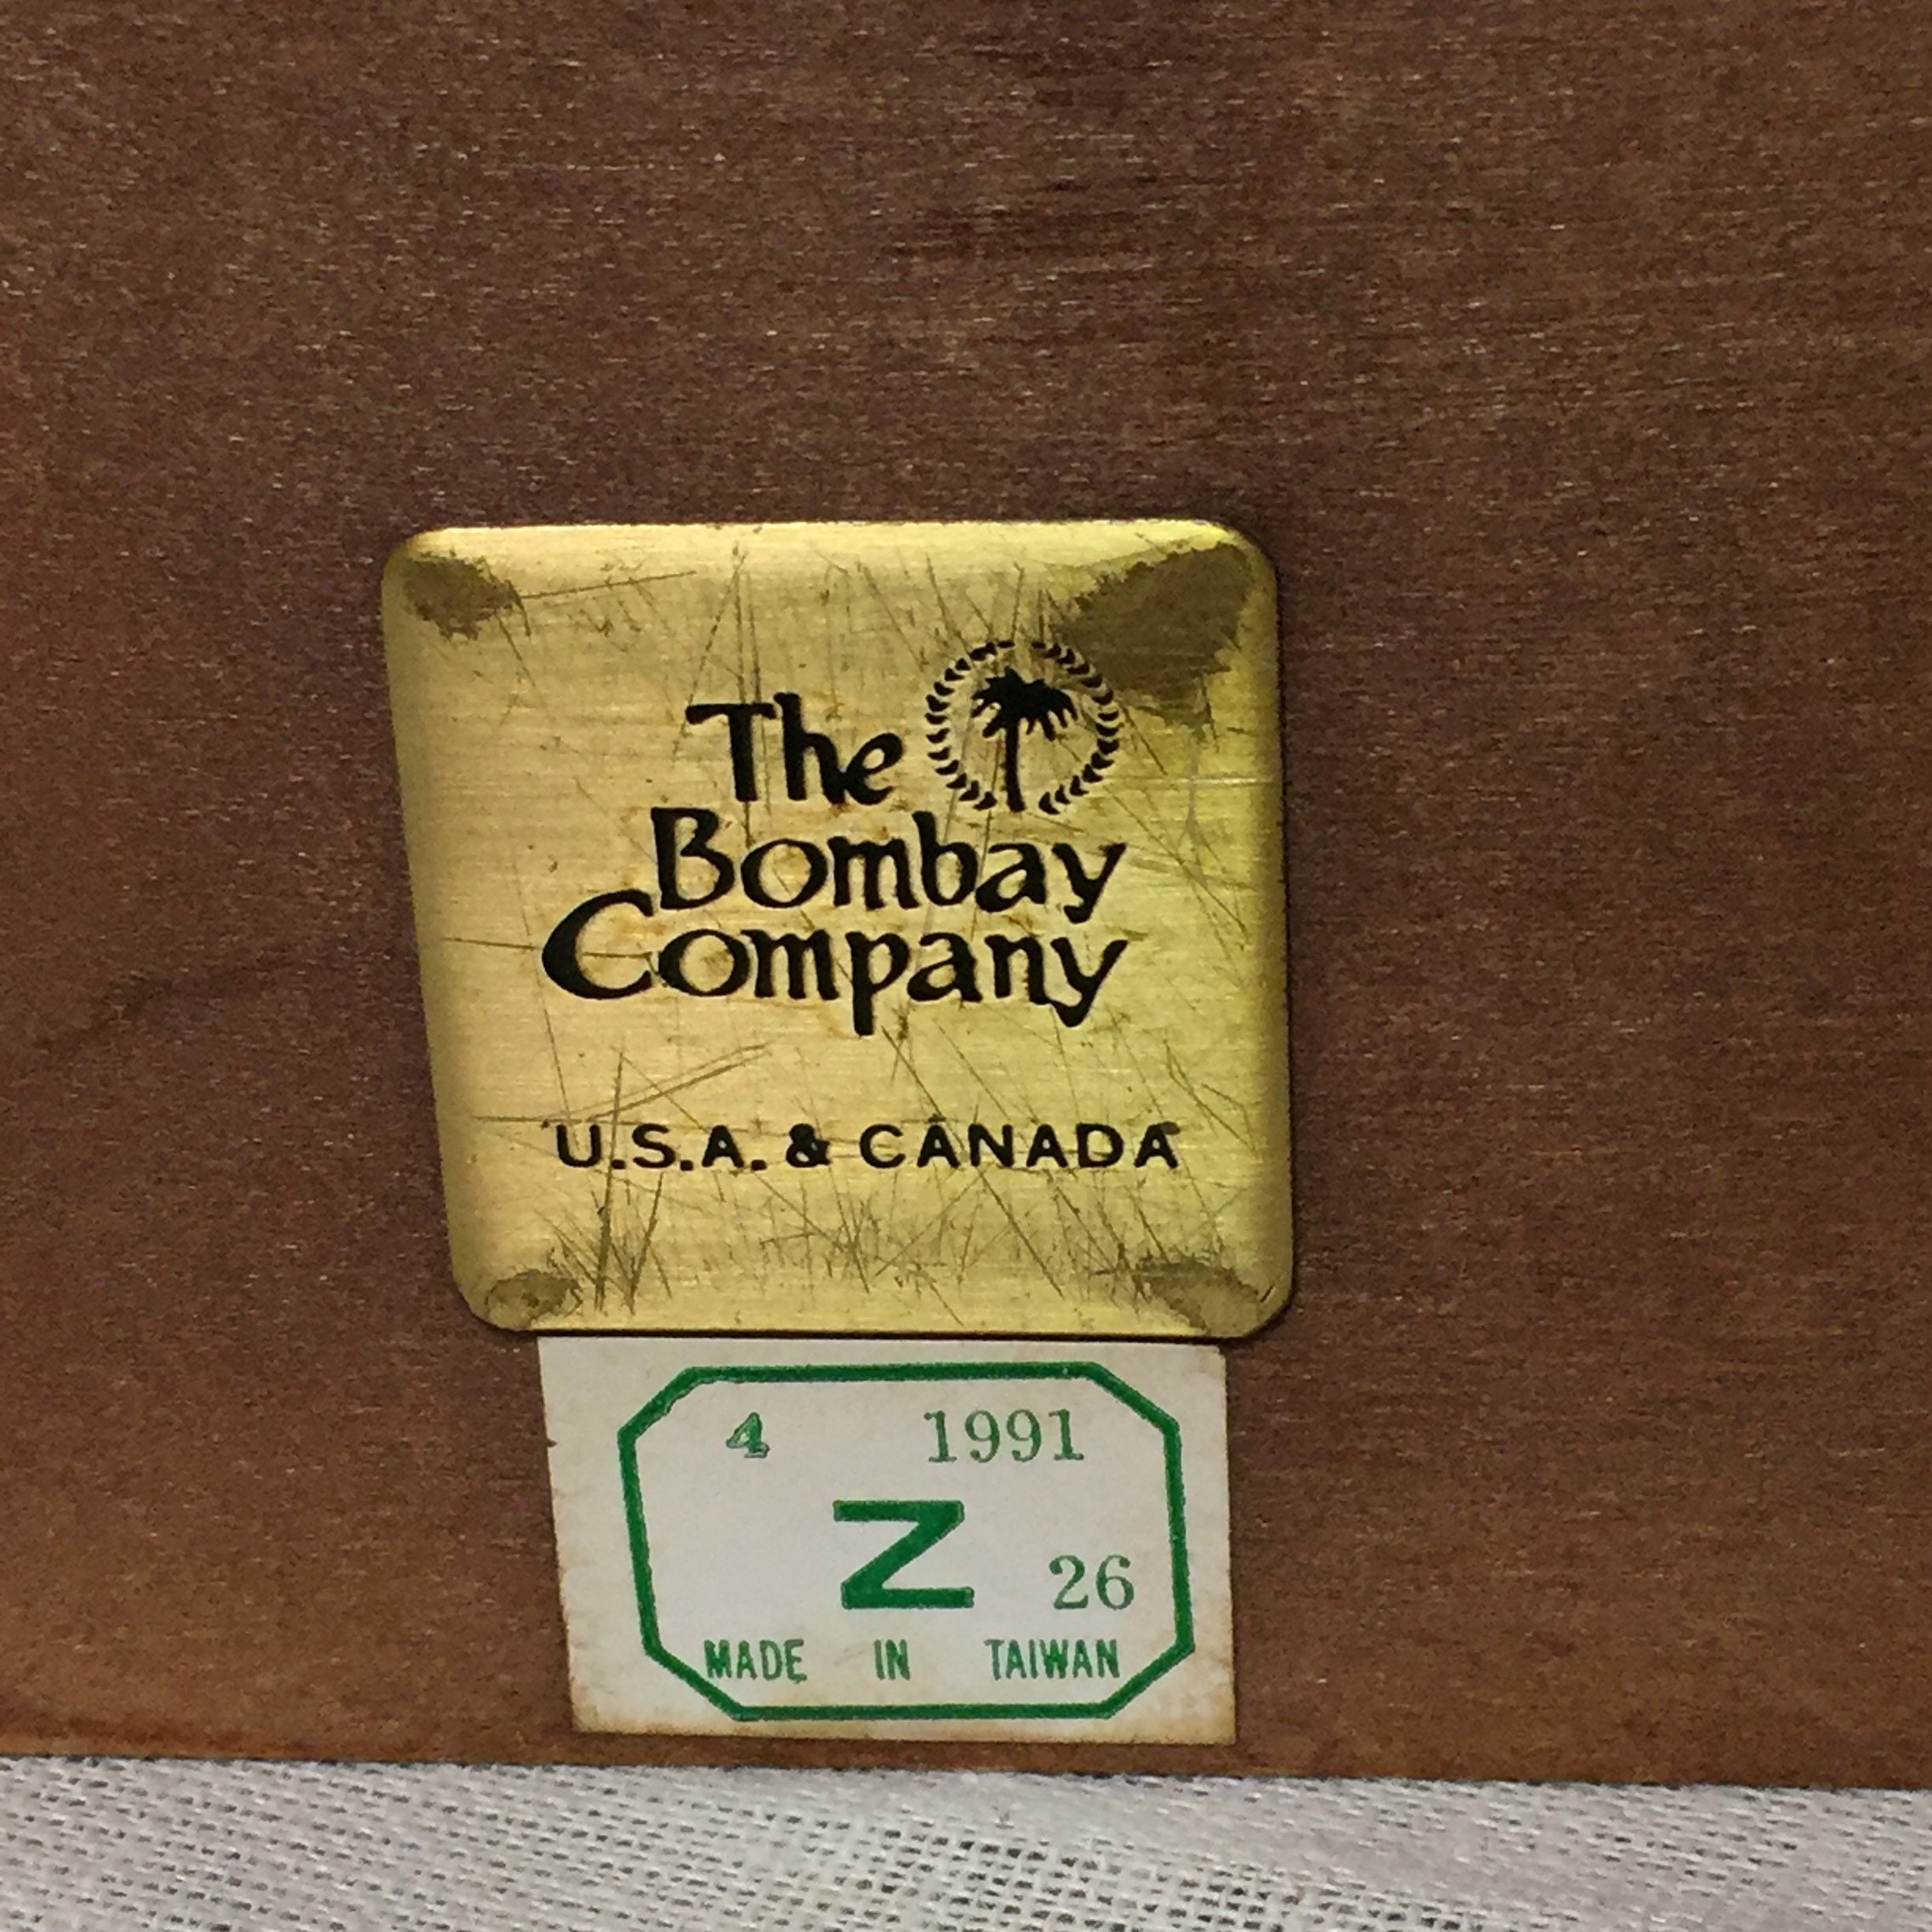 The
Bombay
Company
U.S.A. & CANADA
4 1991
Z
26
MADE IN TAIWAN